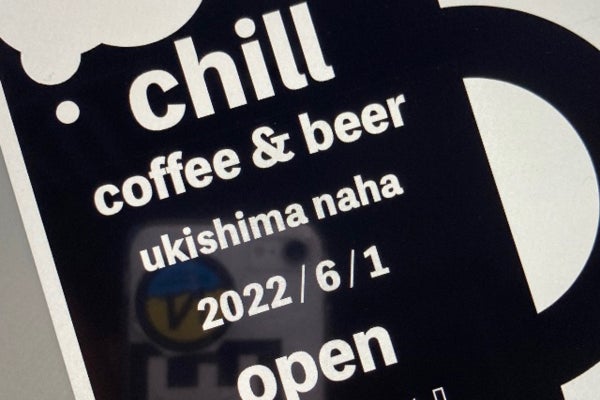 chill
coffee & beer
ukishima naha
2022/6/1
open